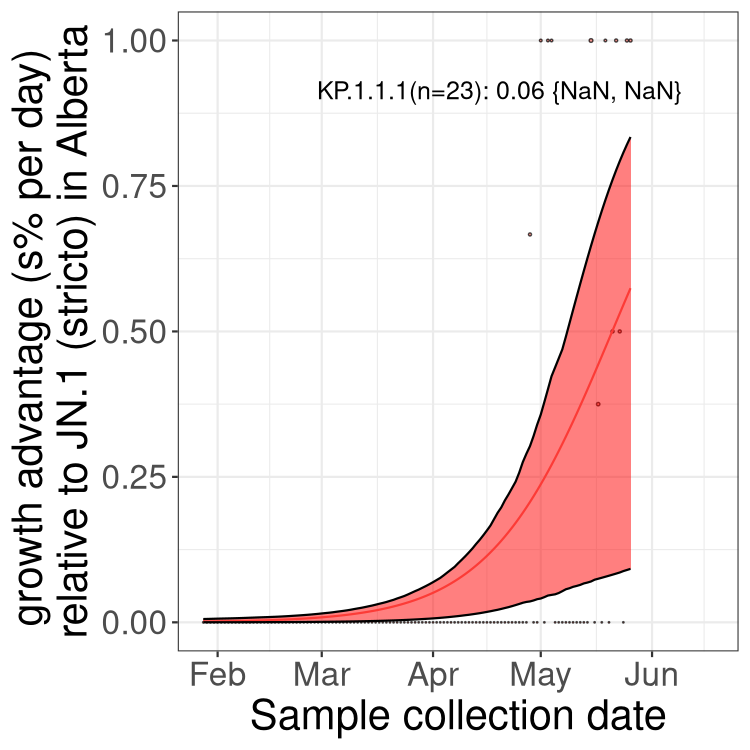 growth advantage (s% per day)
relative to JN.1 (stricto) in Alberta
1.00
0.75
0.50
0.25
0.00
KP.1.1.1(n=23): 0.06 {NaN, NaN}
Feb Mar Apr May Jun
Sample collection date